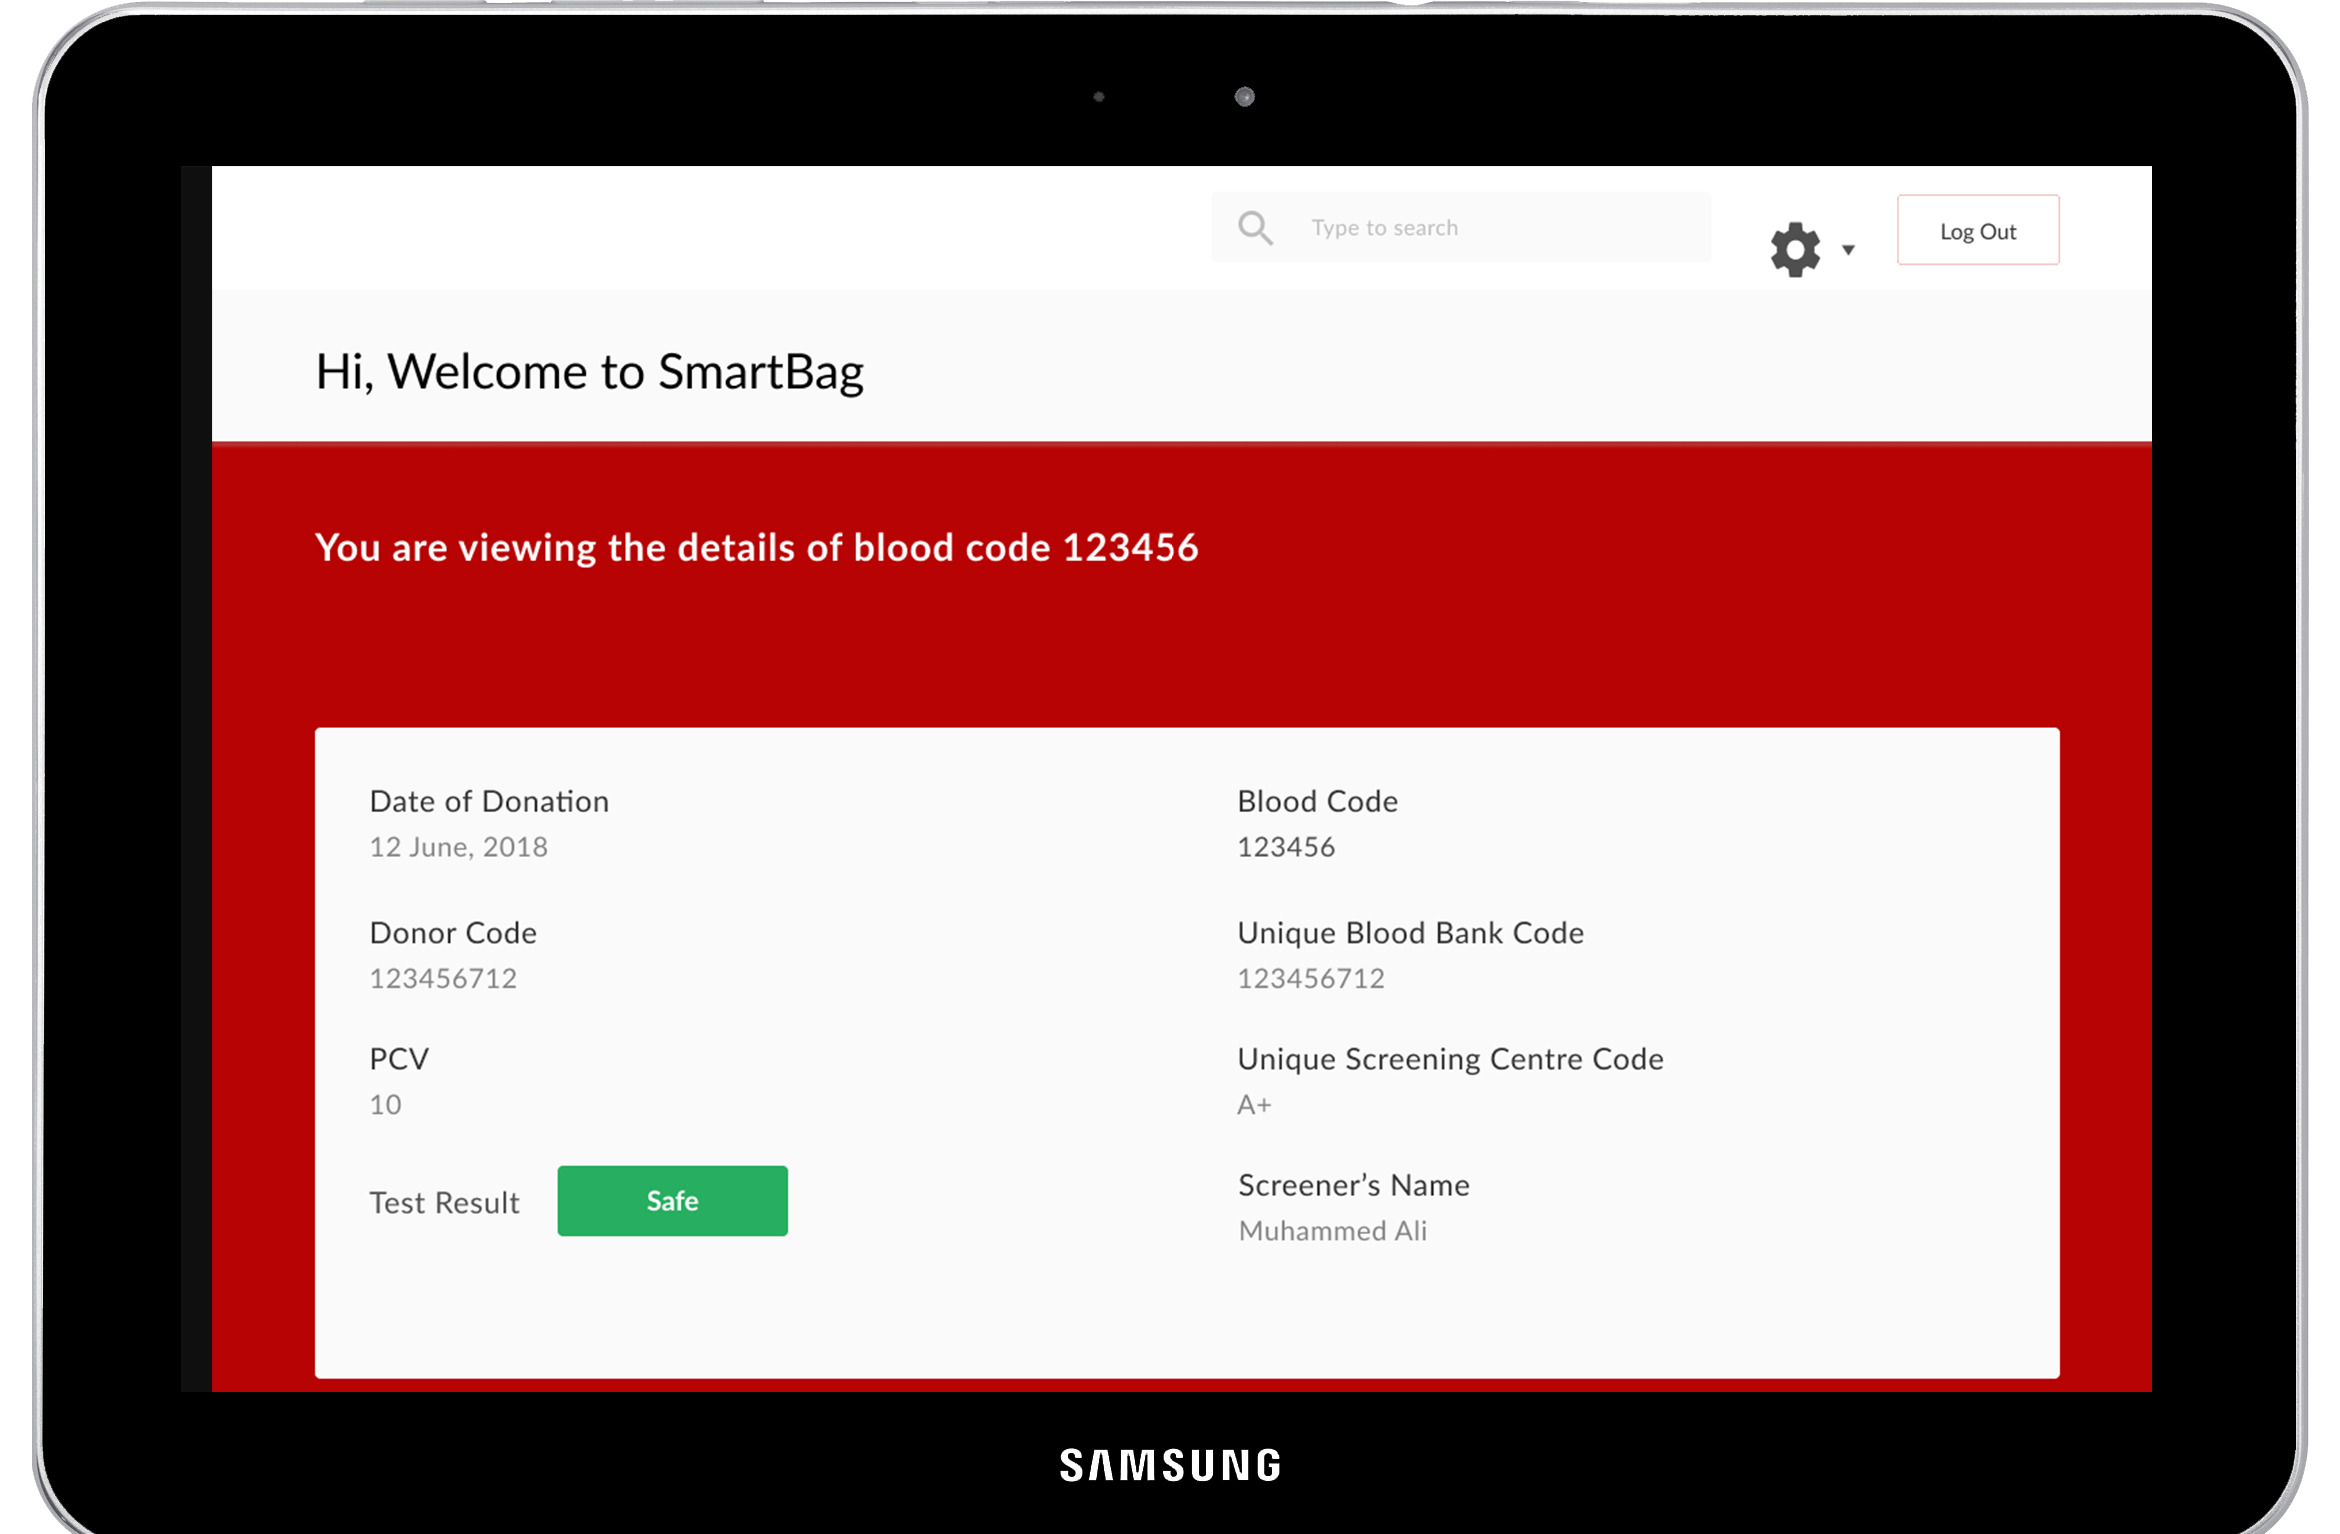 Type to search
Log Out
Hi, Welcome to SmartBag
You are viewing the details of blood code 123456
Date of Donation
12 June, 2018
Blood Code
123456
Donor Code
123456712
Unique Blood Bank Code
123456712
PCV
10
Unique Screening Centre Code
A+
Test Result
Safe
Screener’s Name
Muhammed Ali
SAMSUNG